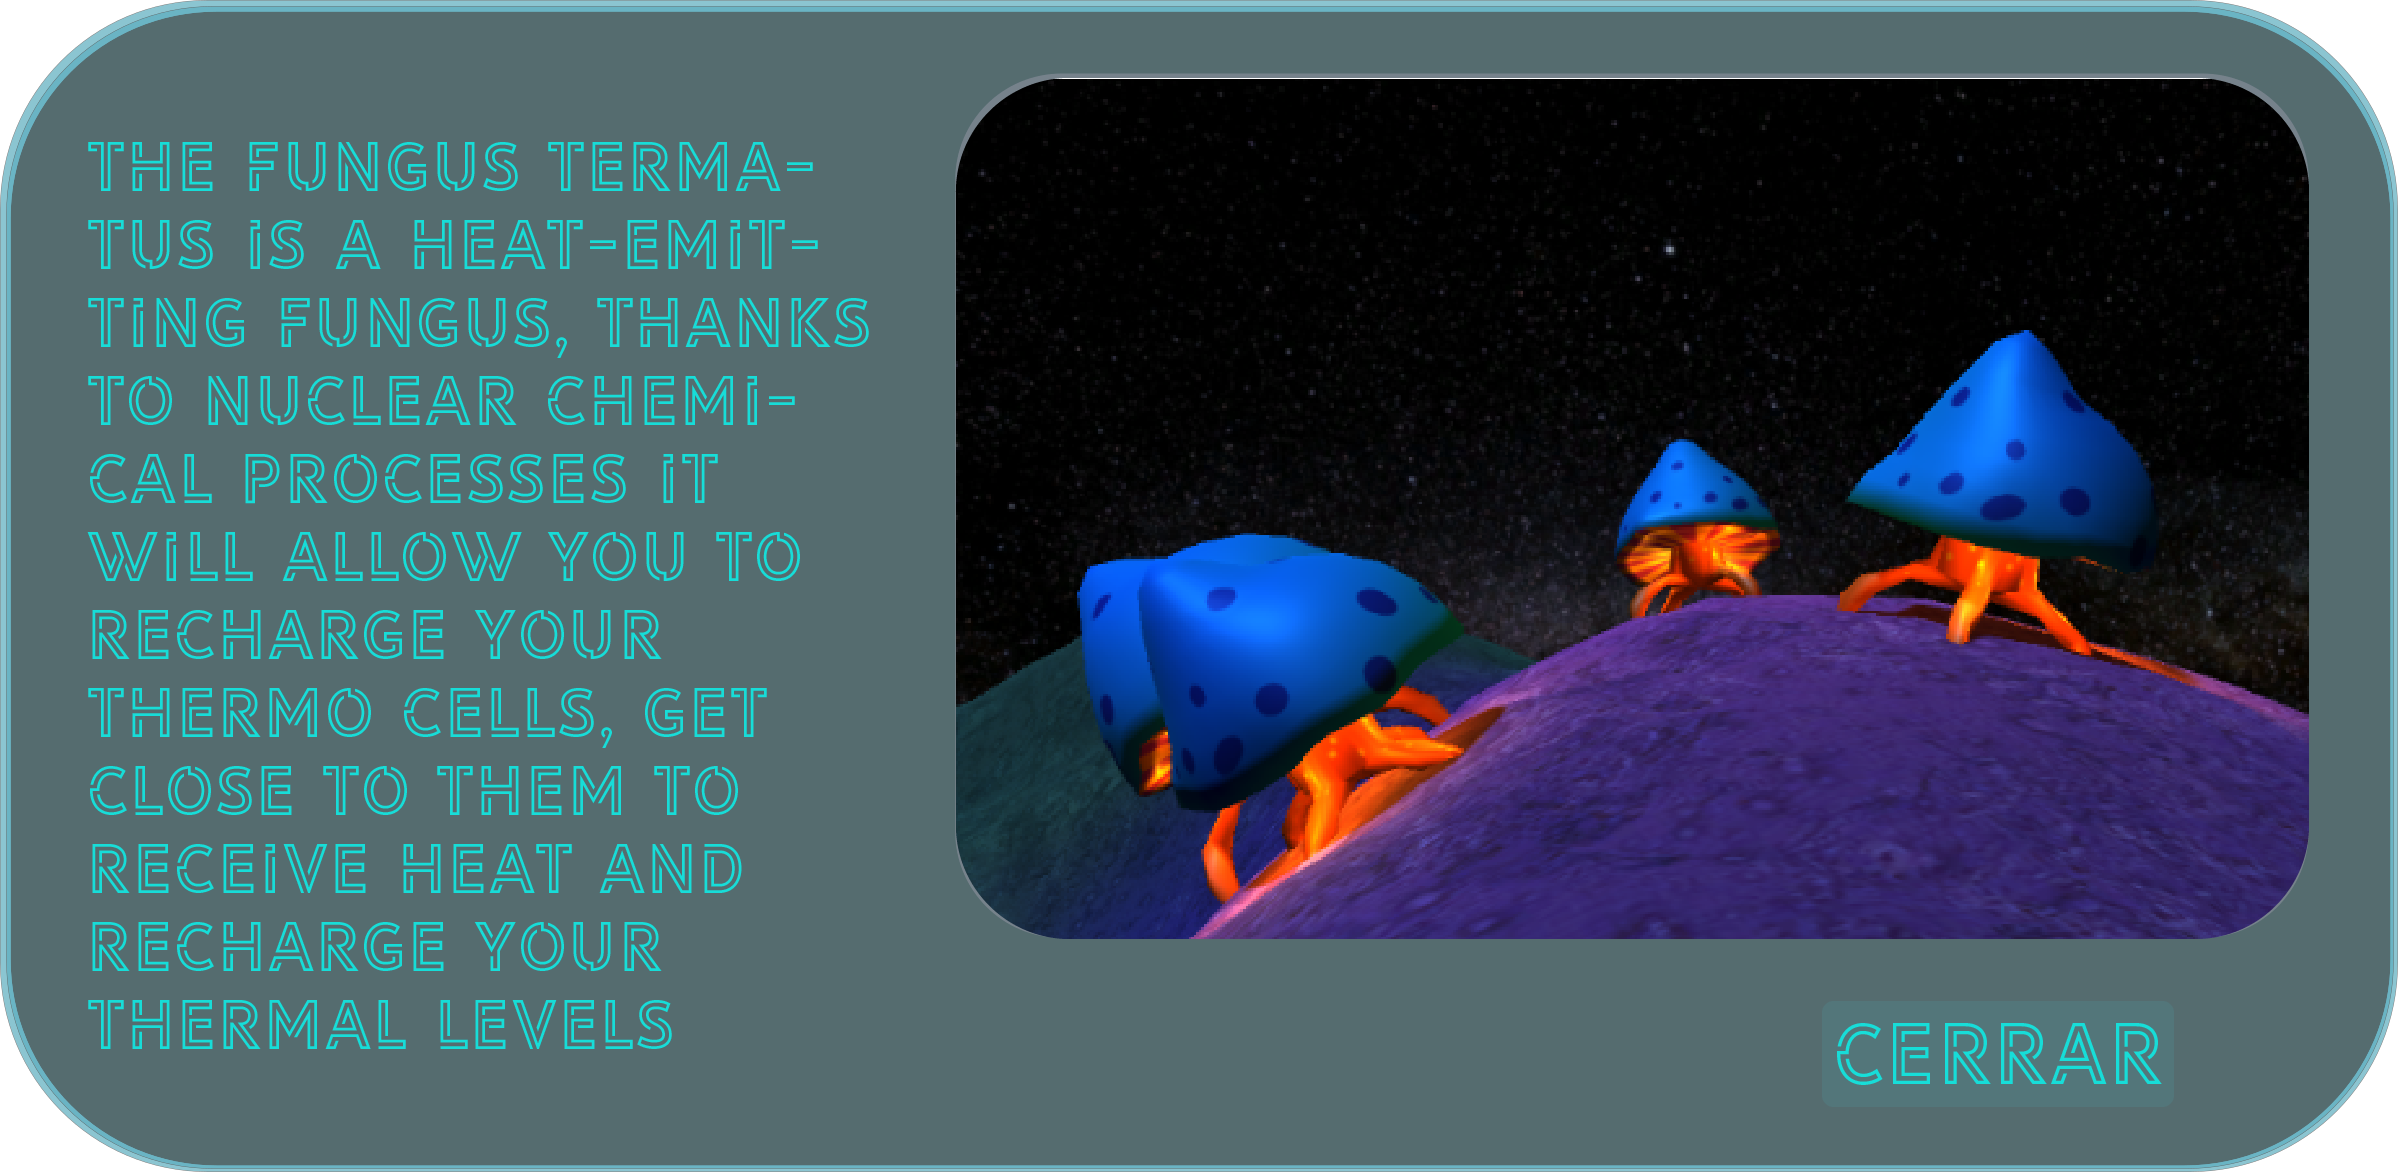 THE FUNGUS TERMA-
TUS IS A HEAT-EMIT-
TING FUNGUS, THANKS
TO NUCLEAR CHEMI-
CAL PROCESSES IT
WILL ALLOW YOU TO
RECHARGE YOUR
THERMO CELLS, GET
CLOSE TO THEM TO
RECEIVE HEAT AND
RECHARGE YOUR
THERMAL LEVELS
CERRAR